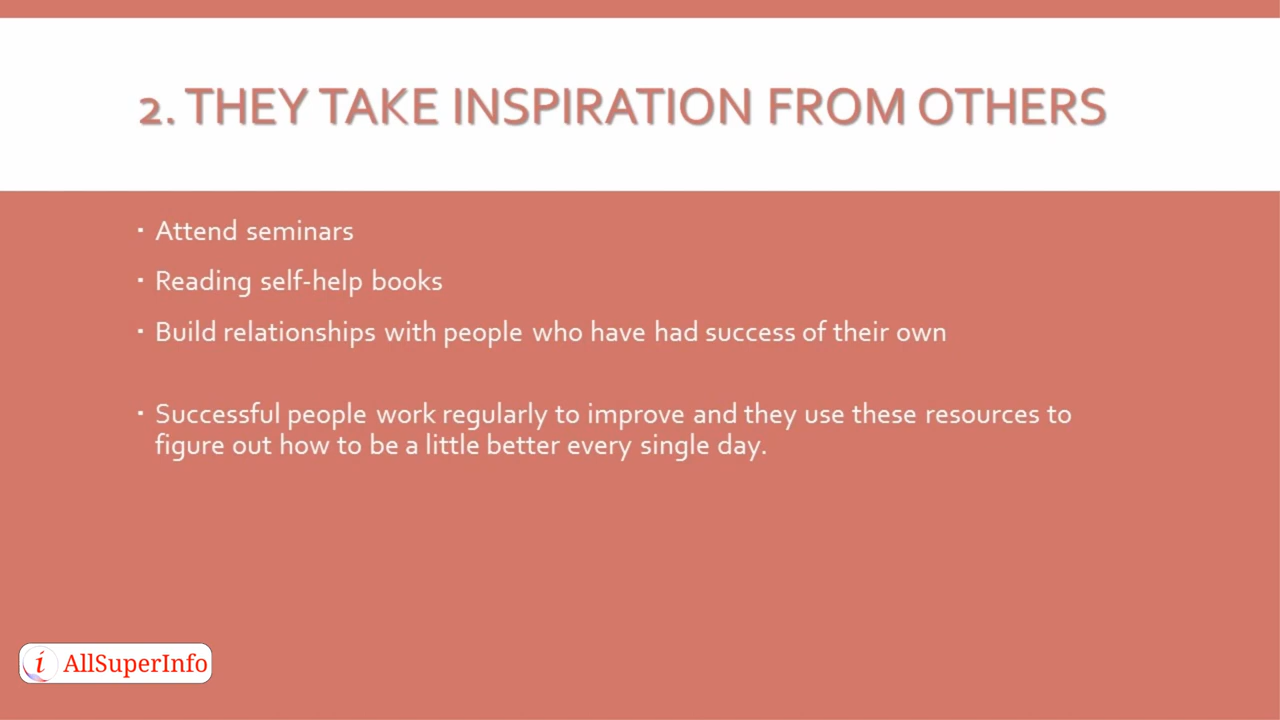 2. THEY TAKE INSPIRATION FROM OTHERS
▪ Attend seminars
▪ Reading self-help books
▪ Build relationships with people who have had success of their own
▪ Successful people work regularly to improve and they use these resources to
figure out how to be a little better every single day.
i AllSuperInfo